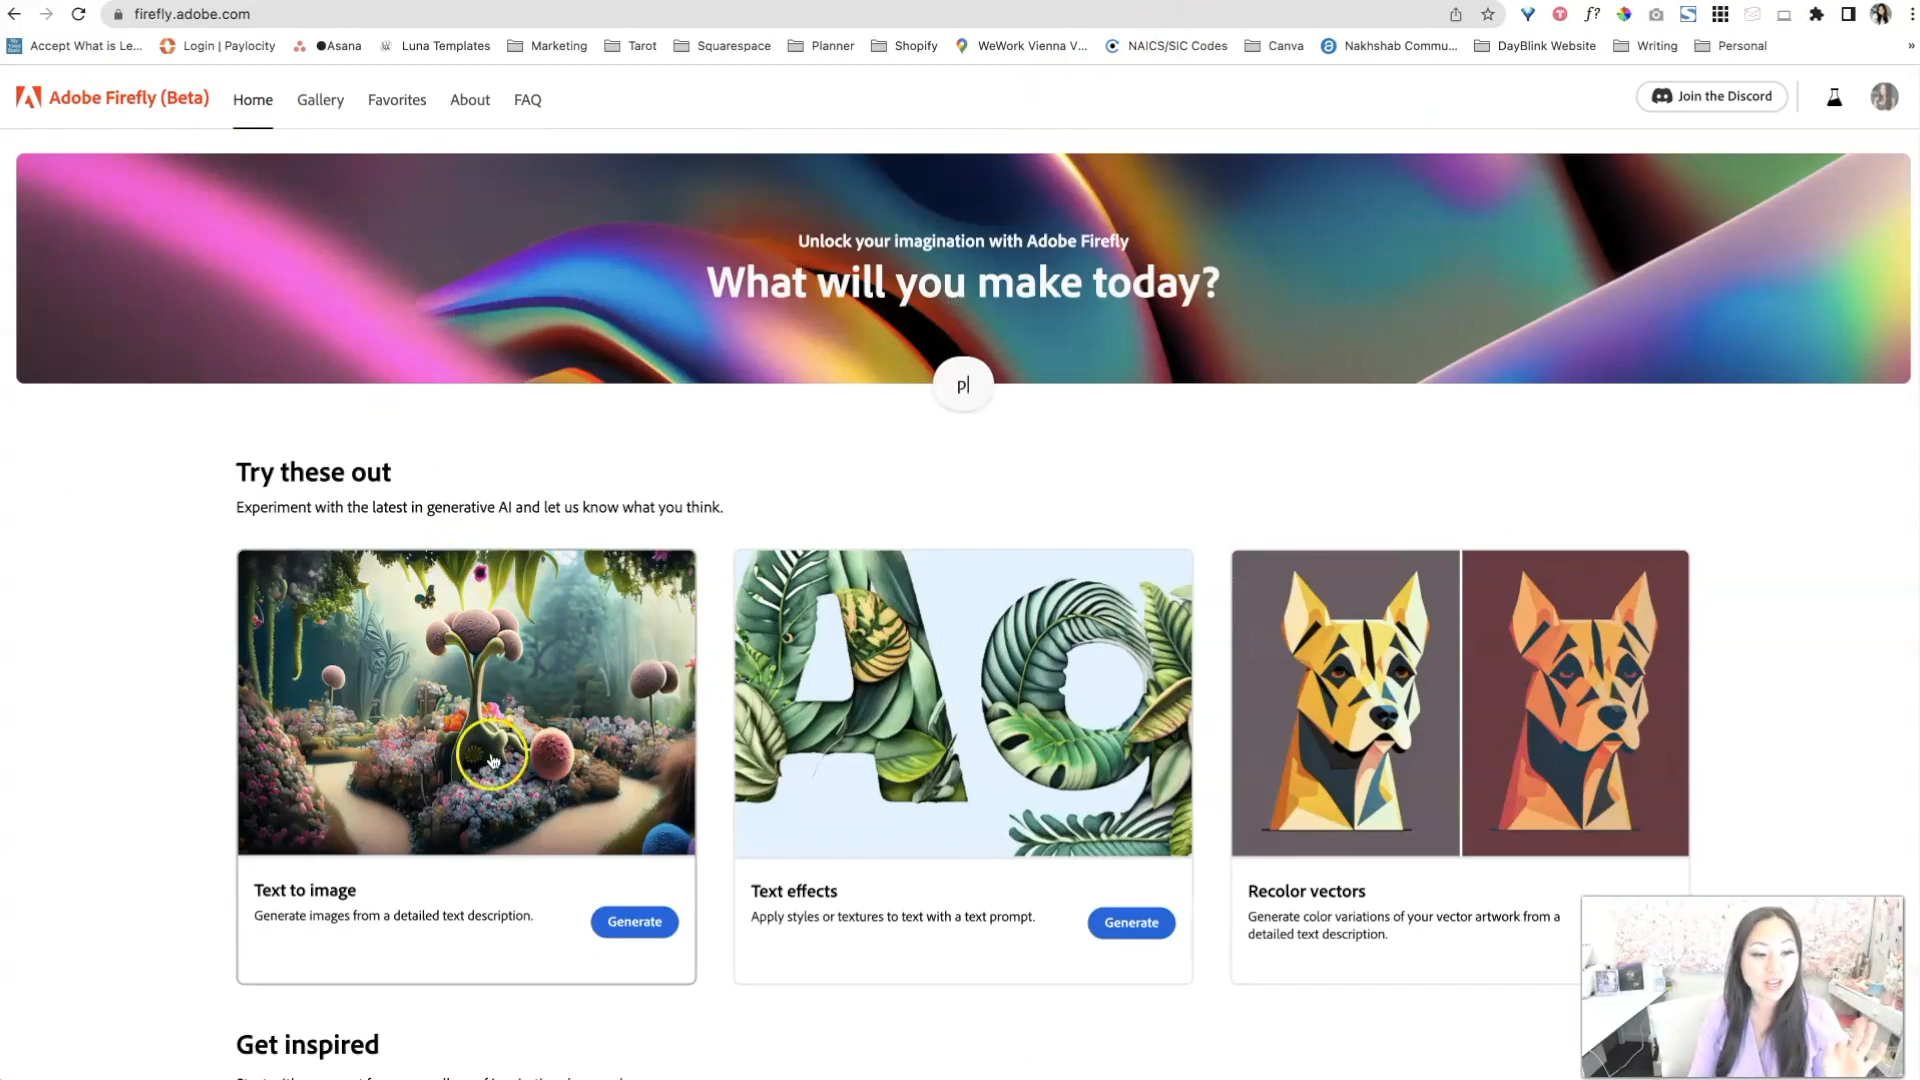 firefly.adobe.com
Accept What is Le... Login | Paylocity ●Asana Luna Templates Marketing Tarot Squarespace Planner Shopify WeWork Vienna V... NAICS/SIC Codes Canva Nakhshab Commu... DayBlink Website Writing Personal »
Adobe Firefly (Beta) Home Gallery Favorites About FAQ Join the Discord
Unlock your imagination with Adobe Firefly
What will you make today?
p
Try these out
Experiment with the latest in generative AI and let us know what you think.
Text to image
Generate images from a detailed text description.
Generate
Text effects
Apply styles or textures to text with a text prompt.
Generate
Recolor vectors
Generate color variations of your vector artwork from a
detailed text description.
Get inspired